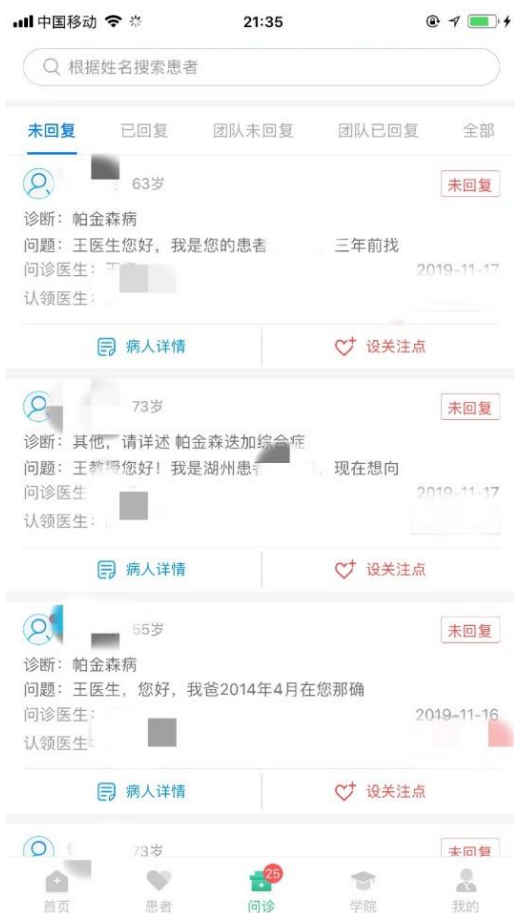 中国移动 21:35
根据姓名搜索患者
未回复 已回复 团队未回复 团队已回复 全部
63岁 未回复
诊断：帕金森病
问题：王医生您好，我是您的患者 三年前找
问诊医生： 2019-11-17
认领医生：
病人详情 设关注点
73岁 未回复
诊断：其他，请详述 帕金森迭加综合症
问题：王教授您好！我是湖州患者 ，现在想向
问诊医生 2019-11-17
认领医生：
病人详情 设关注点
55岁 未回复
诊断：帕金森病
问题：王医生，您好，我爸2014年4月在您那确
问诊医生： 2019-11-16
认领医生：
病人详情 设关注点
73岁 未回复
25
首页 患者 问诊 学院 我的